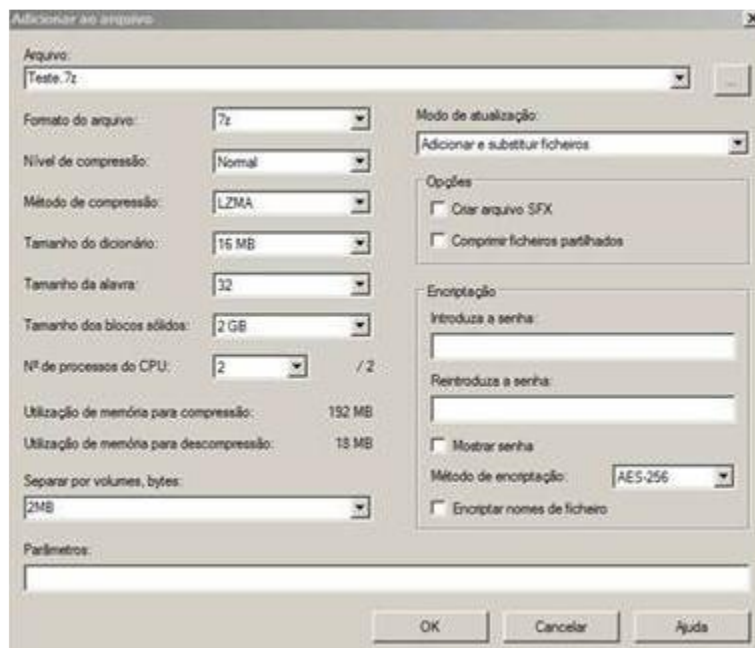 Adicionar ao arquivo
Arquivo:
Teste.7z
...
Formato do arquivo: 7z
Nível de compressão: Normal
Método de compressão: LZMA
Tamanho do dicionário: 16 MB
Tamanho da alavra: 32
Tamanho dos blocos sólidos: 2 GB
Nº de processos do CPU: 2 / 2
Utilização de memória para compressão: 192 MB
Utilização de memória para descompressão: 18 MB
Separar por volumes, bytes:
2MB
Modo de atualização:
Adicionar e substituir ficheiros
Opções
Criar arquivo SFX
Comprimir ficheiros partilhados
Encriptação
Introduza a senha:
Reintroduza a senha:
Mostrar senha
Método de encriptação: AES-256
Encriptar nomes de ficheiro
Parâmetros:
OK Cancelar Ajuda